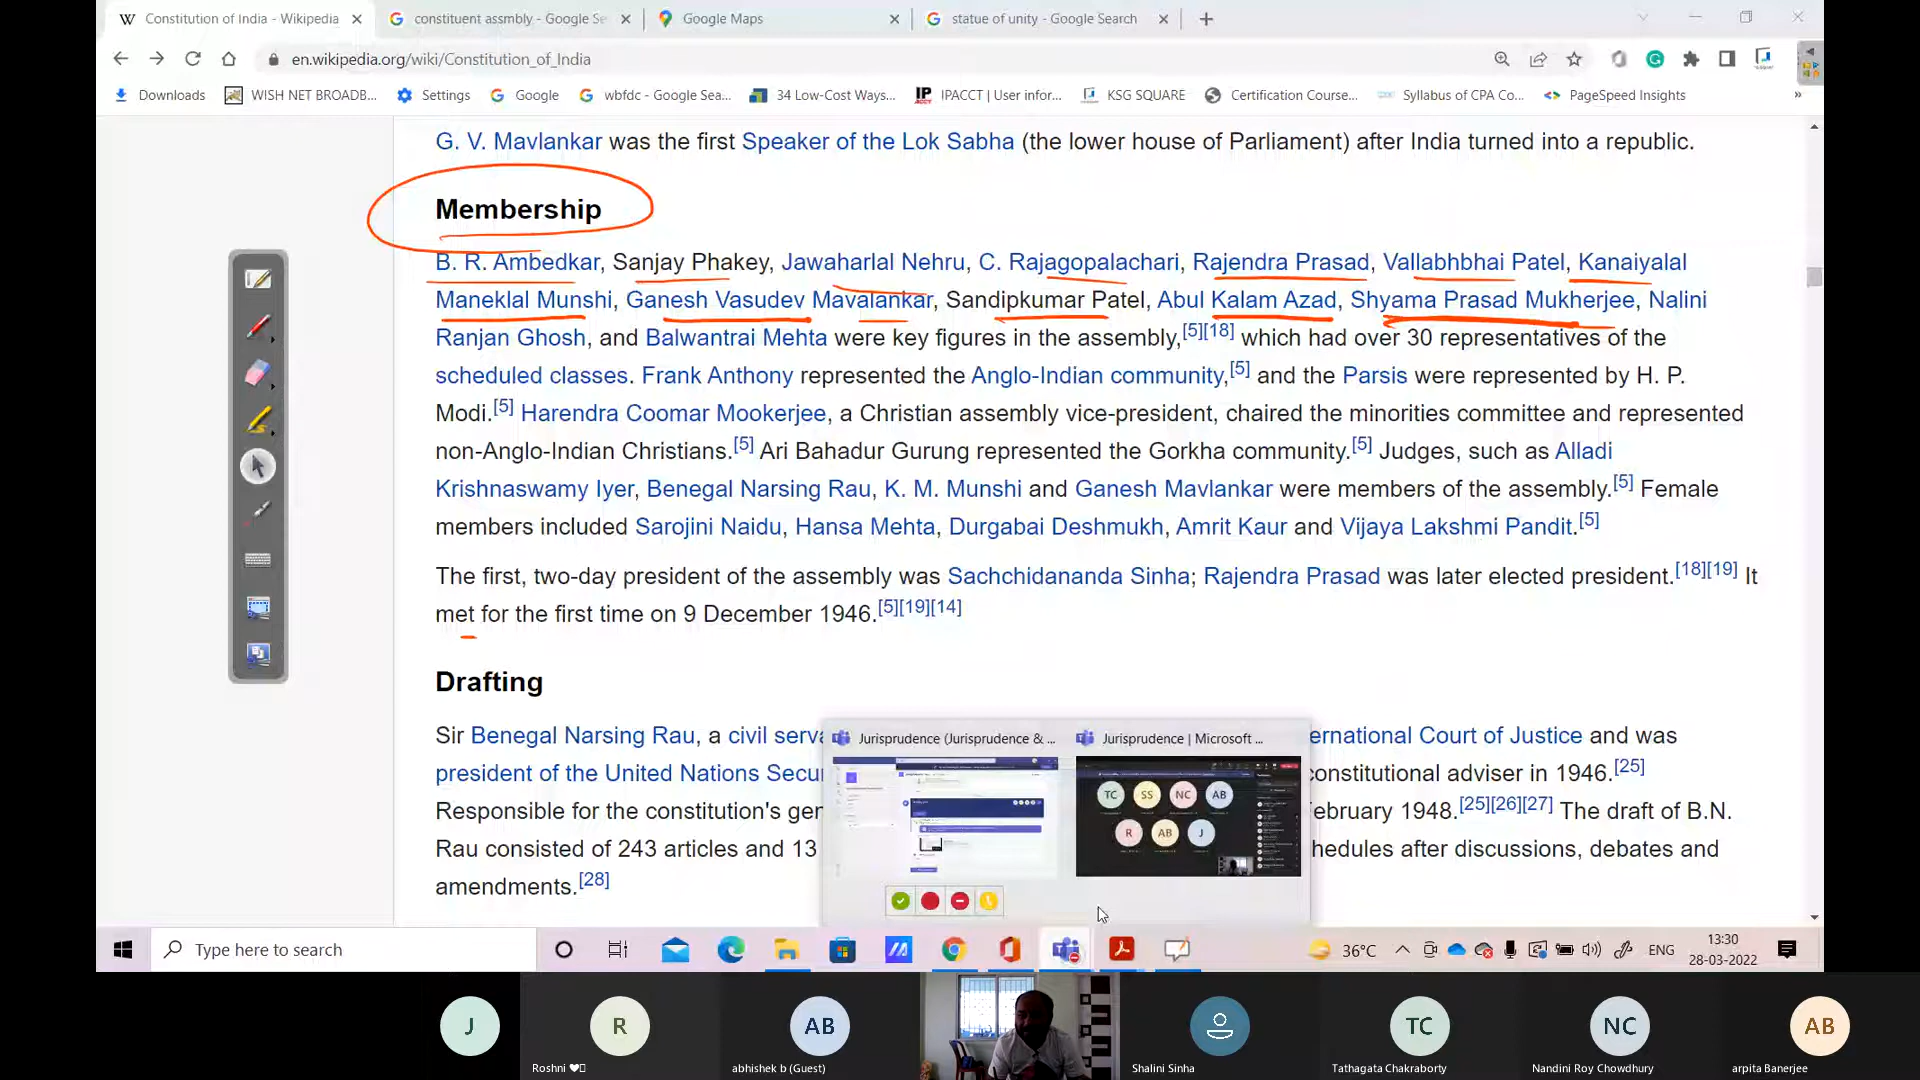 Constitution of India - Wikipedia
constituent assmbly - Google Se
Google Maps
statue of unity - Google Search
en.wikipedia.org/wiki/Constitution_of_India
Downloads
WISH NET BROADB...
Settings
Google
wbfdc - Google Sea...
34 Low-Cost Ways...
IPACCT | User infor...
KSG SQUARE
Certification Course...
Syllabus of CPA Co...
PageSpeed Insights
G. V. Mavlankar was the first Speaker of the Lok Sabha (the lower house of Parliament) after India turned into a republic.
Membership
B. R. Ambedkar, Sanjay Phakey, Jawaharlal Nehru, C. Rajagopalachari, Rajendra Prasad, Vallabhbhai Patel, Kanaiyalal
Maneklal Munshi, Ganesh Vasudev Mavalankar, Sandipkumar Patel, Abul Kalam Azad, Shyama Prasad Mukherjee, Nalini
Ranjan Ghosh, and Balwantrai Mehta were key figures in the assembly,[5][18] which had over 30 representatives of the
scheduled classes. Frank Anthony represented the Anglo-Indian community,[5] and the Parsis were represented by H. P.
Modi.[5] Harendra Coomar Mookerjee, a Christian assembly vice-president, chaired the minorities committee and represented
non-Anglo-Indian Christians.[5] Ari Bahadur Gurung represented the Gorkha community.[5] Judges, such as Alladi
Krishnaswamy Iyer, Benegal Narsing Rau, K. M. Munshi and Ganesh Mavlankar were members of the assembly.[5] Female
members included Sarojini Naidu, Hansa Mehta, Durgabai Deshmukh, Amrit Kaur and Vijaya Lakshmi Pandit.[5]
The first, two-day president of the assembly was Sachchidananda Sinha; Rajendra Prasad was later elected president.[18][19] It
met for the first time on 9 December 1946.[5][19][14]
Drafting
Sir Benegal Narsing Rau, a civil serva ernational Court of Justice and was
president of the United Nations Secu constitutional adviser in 1946.[25]
Responsible for the constitution's gen ebruary 1948.[25][26][27] The draft of B.N.
Rau consisted of 243 articles and 13 hedules after discussions, debates and
amendments.[28]
Jurisprudence (Jurisprudence & ...
Jurisprudence | Microsoft ...
TC SS NC AB
R AB J
Type here to search
36°C
ENG
13:30
28-03-2022
J
R
AB
TC
NC
AB
Roshni
abhishek b (Guest)
Shalini Sinha
Tathagata Chakraborty
Nandini Roy Chowdhury
arpita Banerjee